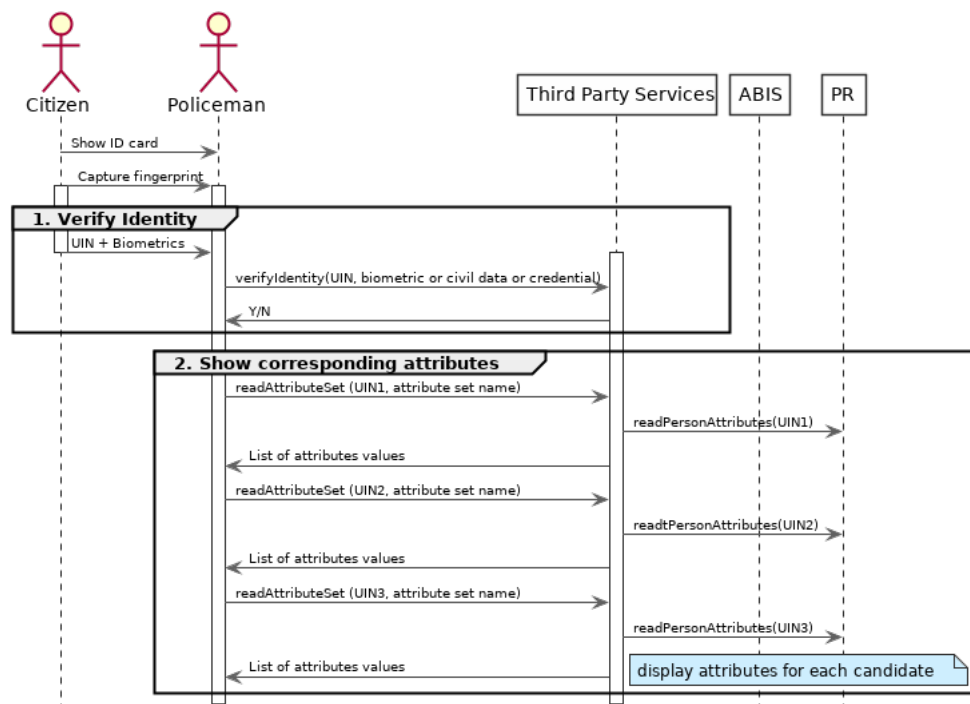 Citizen
Policeman
Third Party Services
ABIS
PR
Show ID card
Capture fingerprint
1. Verify Identity
UIN + Biometrics
verifyIdentity(UIN, biometric or civil data or credential)
Y/N
2. Show corresponding attributes
readAttributeSet (UIN1, attribute set name)
readPersonAttributes(UIN1)
List of attributes values
readAttributeSet (UIN2, attribute set name)
readtPersonAttributes(UIN2)
List of attributes values
readAttributeSet (UIN3, attribute set name)
readPersonAttributes(UIN3)
List of attributes values
display attributes for each candidate